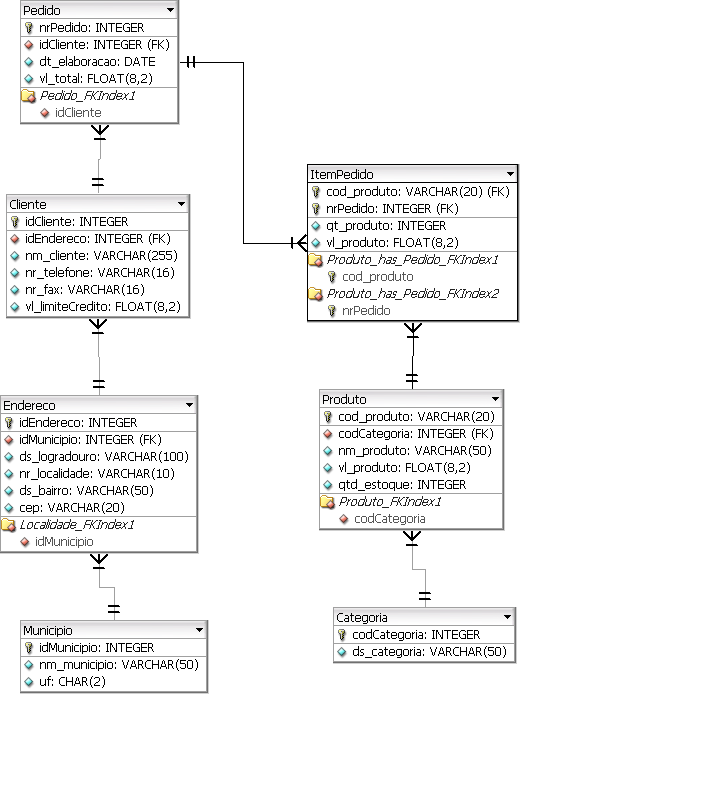 Pedido
nrPedido: INTEGER
idCliente: INTEGER (FK)
dt_elaboracao: DATE
vl_total: FLOAT(8,2)
Pedido_FKIndex1
idCliente
Cliente
idCliente: INTEGER
idEndereco: INTEGER (FK)
nm_cliente: VARCHAR(255)
nr_telefone: VARCHAR(16)
nr_fax: VARCHAR(16)
vl_limiteCredito: FLOAT(8,2)
Endereco
idEndereco: INTEGER
idMunicipio: INTEGER (FK)
ds_logradouro: VARCHAR(100)
nr_localidade: VARCHAR(10)
ds_bairro: VARCHAR(50)
cep: VARCHAR(20)
Localidade_FKIndex1
idMunicipio
Municipio
idMunicipio: INTEGER
nm_municipio: VARCHAR(50)
uf: CHAR(2)
ItemPedido
cod_produto: VARCHAR(20) (FK)
nrPedido: INTEGER (FK)
qt_produto: INTEGER
vl_produto: FLOAT(8,2)
Produto_has_Pedido_FKIndex1
cod_produto
Produto_has_Pedido_FKIndex2
nrPedido
Produto
cod_produto: VARCHAR(20)
codCategoria: INTEGER (FK)
nm_produto: VARCHAR(50)
vl_produto: FLOAT(8,2)
qtd_estoque: INTEGER
Produto_FKIndex1
codCategoria
Categoria
codCategoria: INTEGER
ds_categoria: VARCHAR(50)